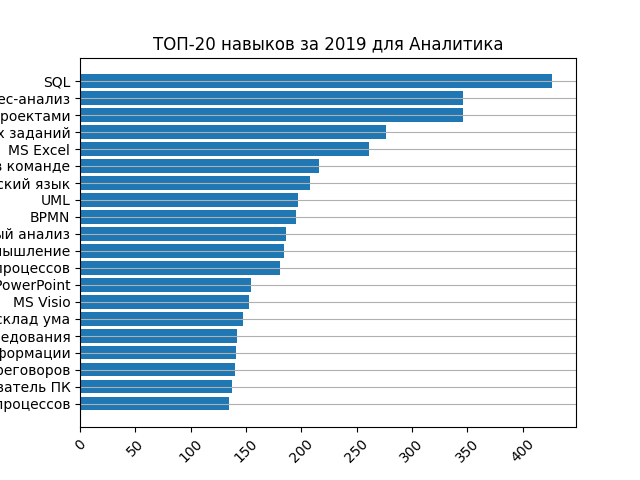 ТОП-20 навыков за 2019 для Аналитика
SQL
ес-анализ
роектами
х заданий
MS Excel
в команде
ский язык
UML
BPMN
ый анализ
мышление
процессов
PowerPoint
MS Visio
склад ума
едования
формации
реговоров
ватель ПК
процессов
0
50
100
150
200
250
300
350
400